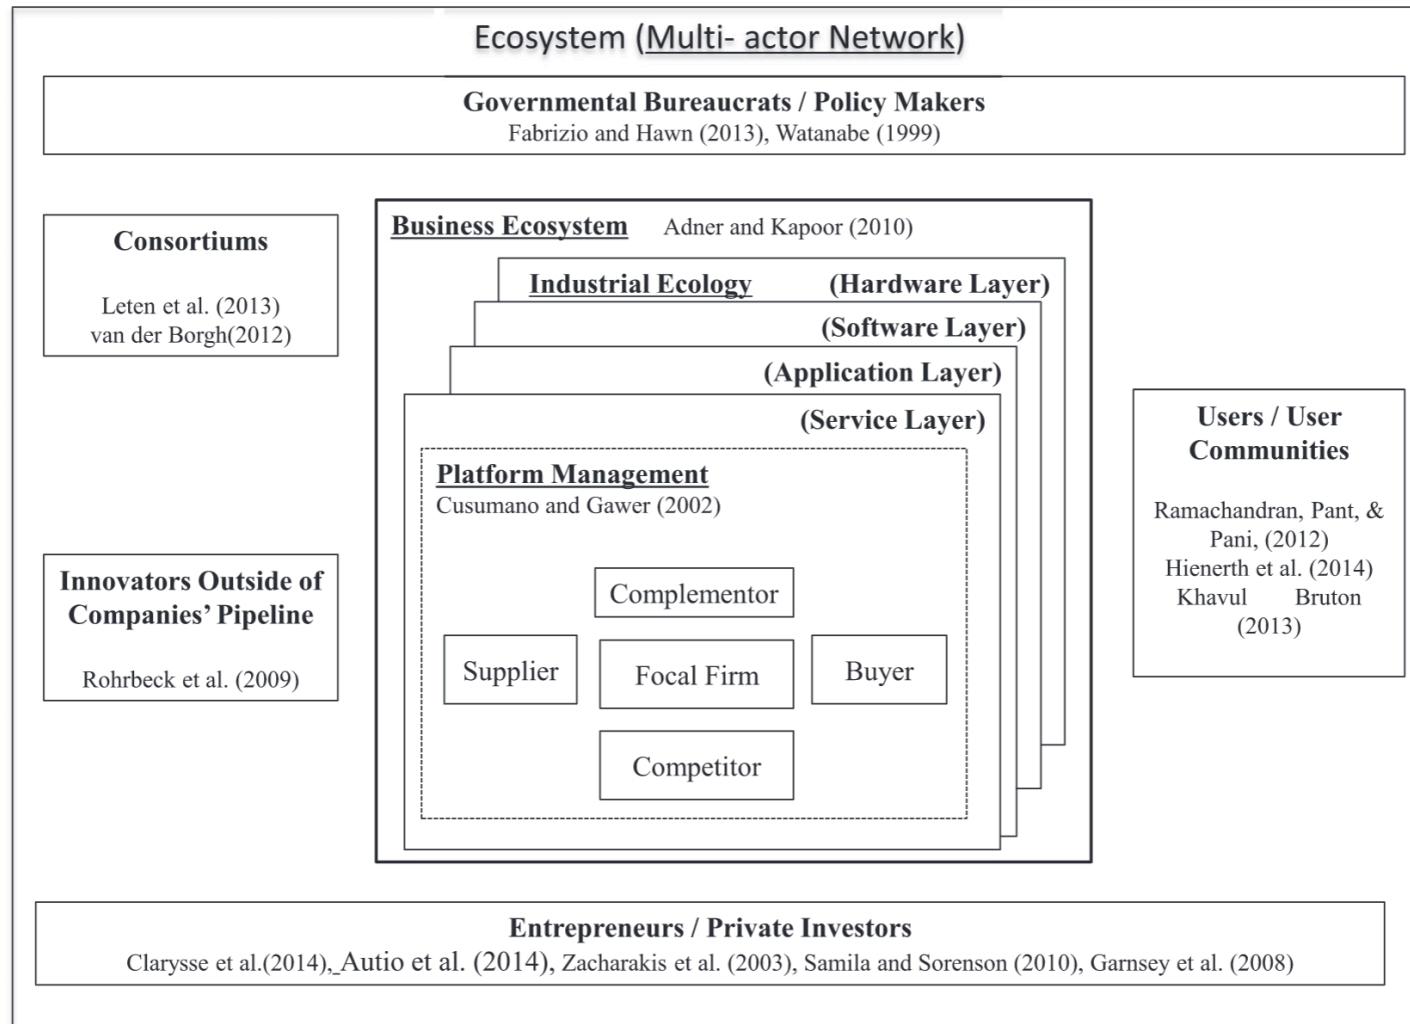 Ecosystem (Multi- actor Network)
Governmental Bureaucrats / Policy Makers
Fabrizio and Hawn (2013), Watanabe (1999)
Consortiums
Leten et al. (2013)
van der Borgh(2012)
Innovators Outside of
Companies’ Pipeline
Rohrbeck et al. (2009)
Business Ecosystem Adner and Kapoor (2010)
Industrial Ecology (Hardware Layer)
(Software Layer)
(Application Layer)
(Service Layer)
Platform Management
Cusumano and Gawer (2002)
Complementor
Supplier
Focal Firm
Buyer
Competitor
Users / User
Communities
Ramachandran, Pant, &
Pani, (2012)
Hienerth et al. (2014)
Khavul Bruton
(2013)
Entrepreneurs / Private Investors
Clarysse et al.(2014),_Autio et al. (2014), Zacharakis et al. (2003), Samila and Sorenson (2010), Garnsey et al. (2008)